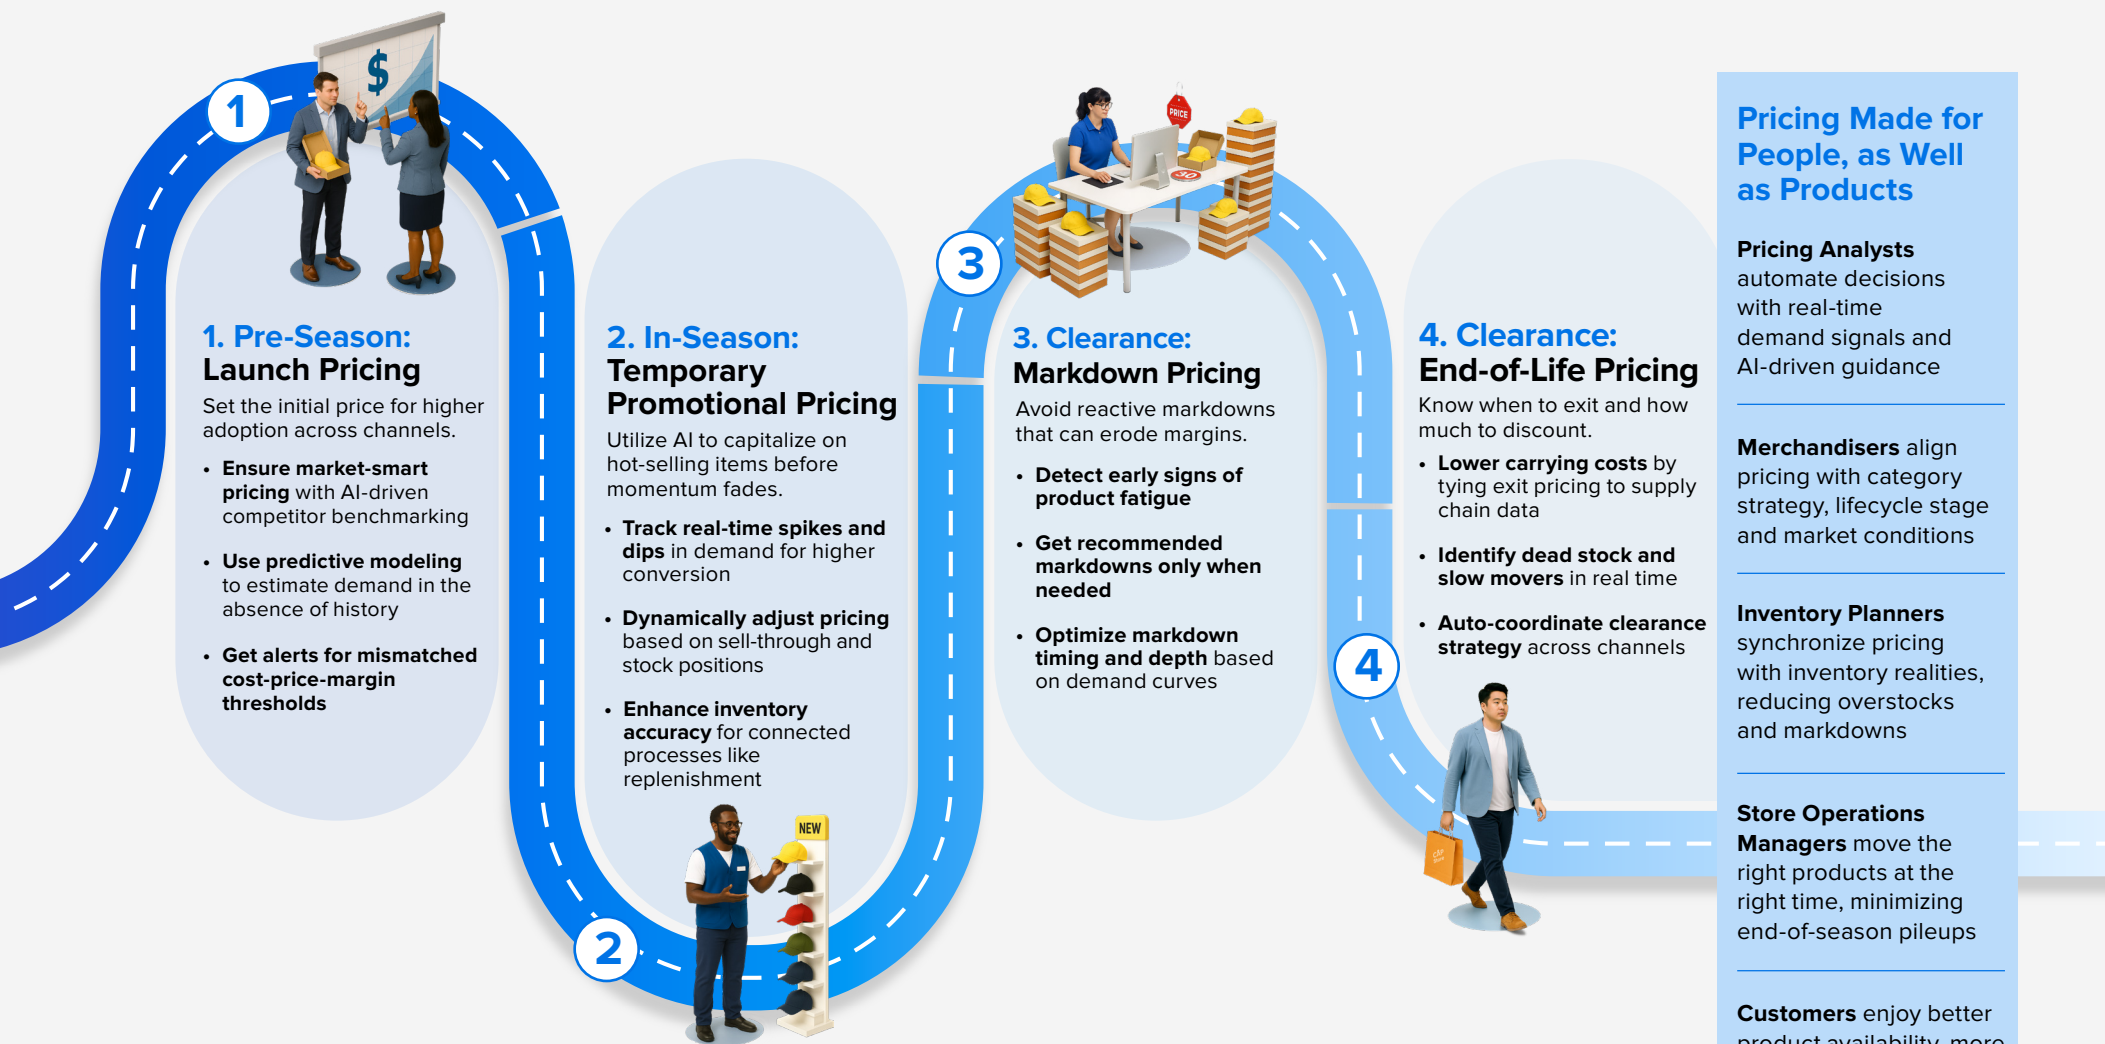 1
$
1. Pre-Season:
Launch Pricing
Set the initial price for higher
adoption across channels.
• Ensure market-smart
pricing with AI-driven
competitor benchmarking
• Use predictive modeling
to estimate demand in the
absence of history
• Get alerts for mismatched
cost-price-margin
thresholds
2. In-Season:
Temporary
Promotional Pricing
Utilize AI to capitalize on
hot-selling items before
momentum fades.
• Track real-time spikes and
dips in demand for higher
conversion
• Dynamically adjust pricing
based on sell-through and
stock positions
• Enhance inventory
accuracy for connected
processes like
replenishment
NEW
2
3
PRICE
30
3. Clearance:
Markdown Pricing
Avoid reactive markdowns
that can erode margins.
• Detect early signs of
product fatigue
• Get recommended
markdowns only when
needed
• Optimize markdown
timing and depth based
on demand curves
4. Clearance:
End-of-Life Pricing
Know when to exit and how
much to discount.
• Lower carrying costs by
tying exit pricing to supply
chain data
• Identify dead stock and
slow movers in real time
• Auto-coordinate clearance
strategy across channels
4
Pricing Made for
People, as Well
as Products
Pricing Analysts
automate decisions
with real-time
demand signals and
AI-driven guidance
Merchandisers align
pricing with category
strategy, lifecycle stage
and market conditions
Inventory Planners
synchronize pricing
with inventory realities,
reducing overstocks
and markdowns
Store Operations
Managers move the
right products at the
right time, minimizing
end-of-season pileups
Customers enjoy better
product availability, more